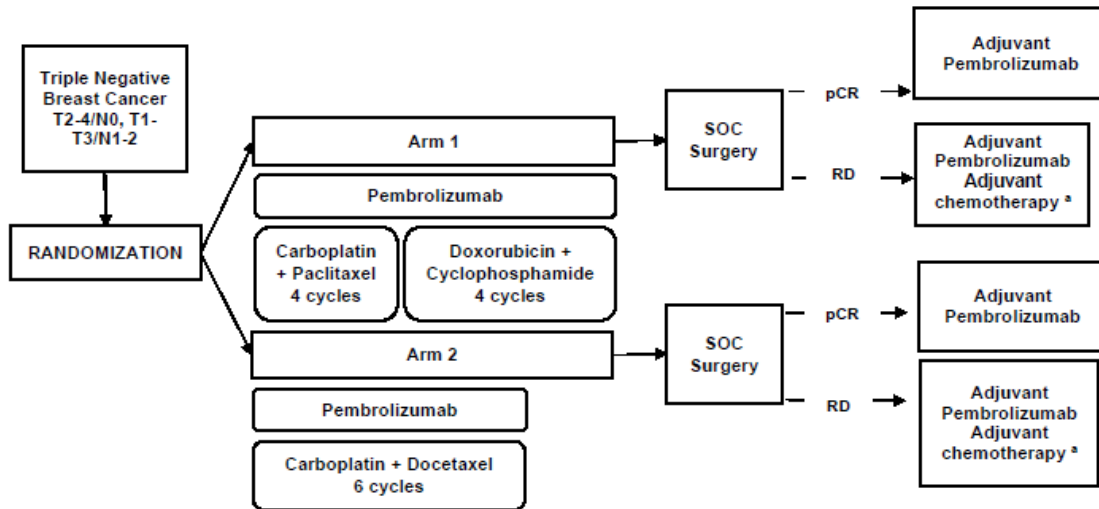 Triple Negative
Breast Cancer
T2-4/N0, T1-
T3/N1-2
RANDOMIZATION
Arm 1
Pembrolizumab
Carboplatin
+ Paclitaxel
4 cycles
Doxorubicin +
Cyclophosphamide
4 cycles
SOC
Surgery
pCR
Adjuvant
Pembrolizumab
RD
Adjuvant
Pembrolizumab
Adjuvant
chemotherapy ª
Arm 2
Pembrolizumab
Carboplatin + Docetaxel
6 cycles
SOC
Surgery
pCR
Adjuvant
Pembrolizumab
RD
Adjuvant
Pembrolizumab
Adjuvant
chemotherapy ª